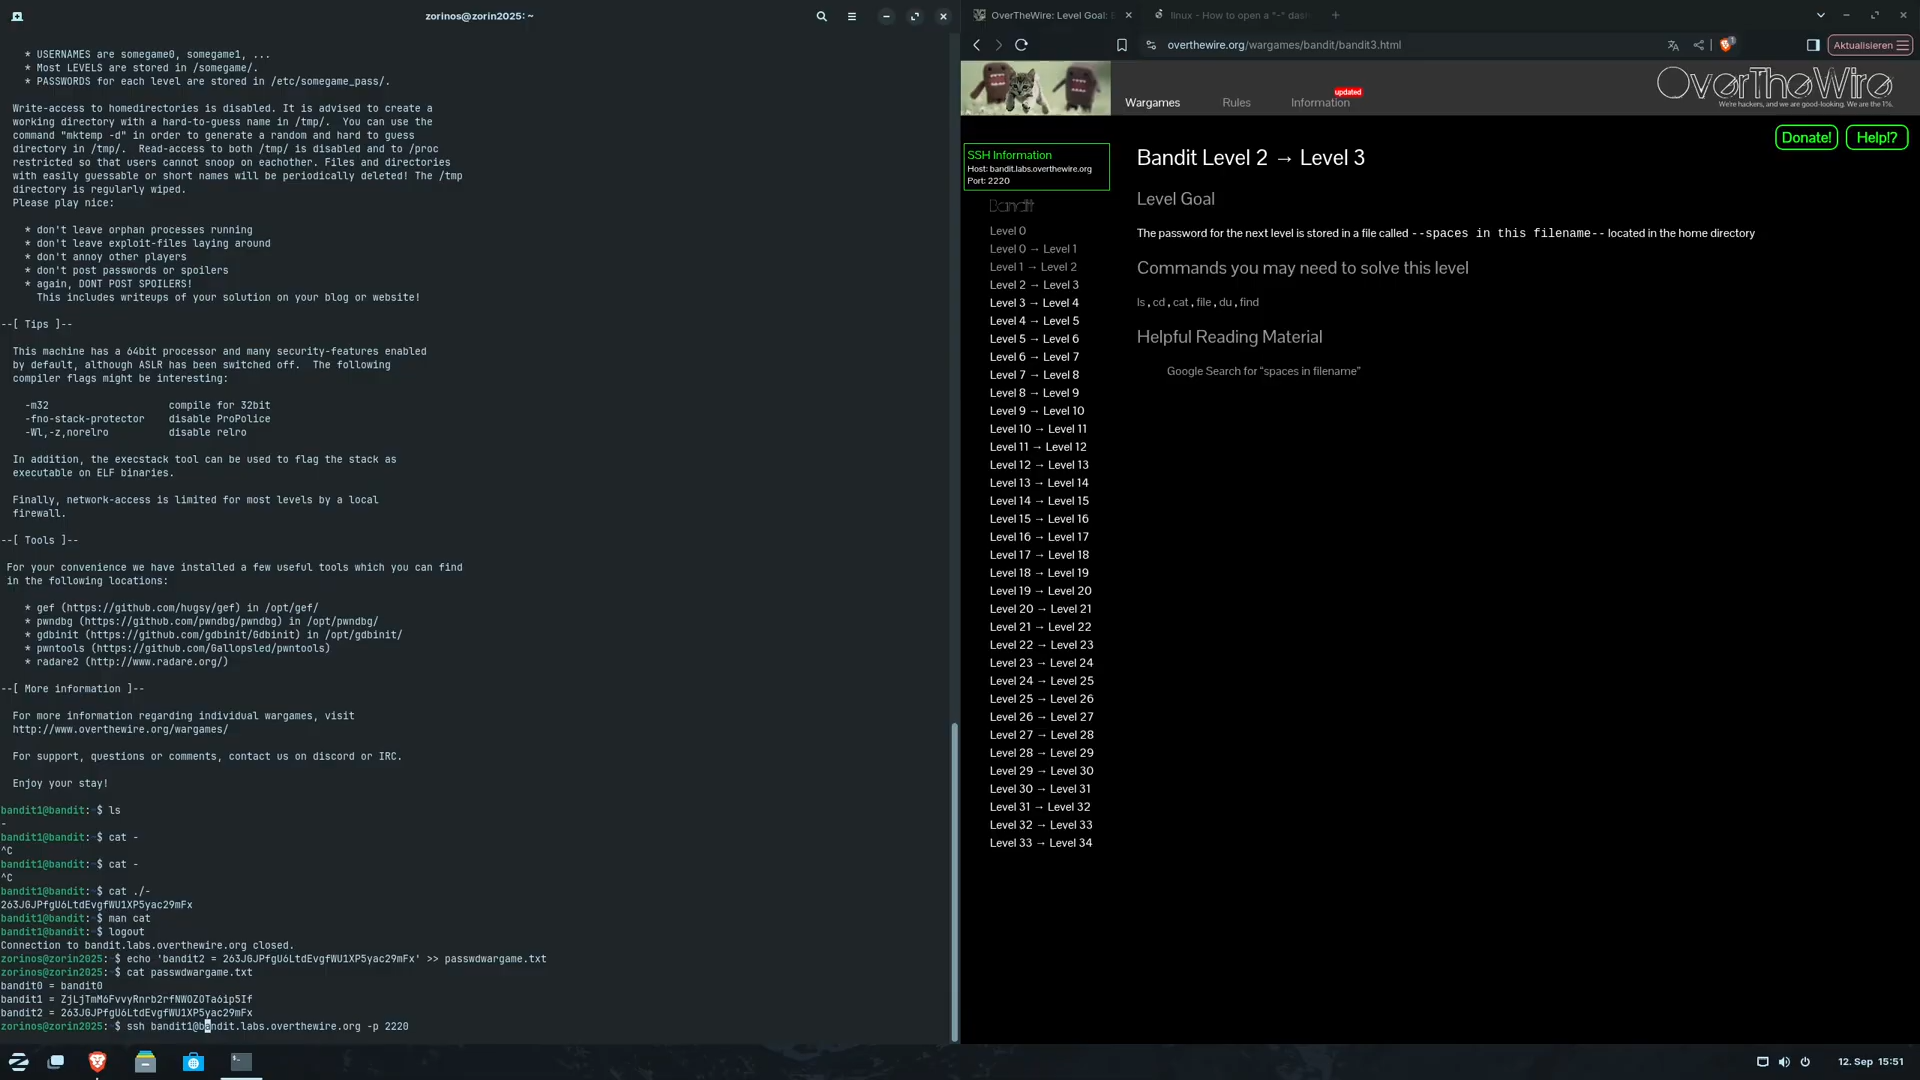 zorinos@zorin2025: ~
* USERNAMES are somegame0, somegame1, ...
* Most LEVELS are stored in /somegame/.
* PASSWORDS for each level are stored in /etc/somegame_pass/.
Write-access to homedirectories is disabled. It is advised to create a
working directory with a hard-to-guess name in /tmp/.  You can use the
command "mktemp -d" in order to generate a random and hard to guess
directory in /tmp/.  Read-access to both /tmp/ is disabled and to /proc
restricted so that users cannot snoop on eachother. Files and directories
with easily guessable or short names will be periodically deleted! The /tmp
directory is regularly wiped.
Please play nice:
* don't leave orphan processes running
* don't leave exploit-files laying around
* don't annoy other players
* don't post passwords or spoilers
* again, DONT POST SPOILERS!
This includes writeups of your solution on your blog or website!
--[ Tips ]--
This machine has a 64bit processor and many security-features enabled
by default, although ASLR has been switched off.  The following
compiler flags might be interesting:
-m32                    compile for 32bit
-fno-stack-protector    disable ProPolice
-Wl,-z,norelro          disable relro
In addition, the execstack tool can be used to flag the stack as
executable on ELF binaries.
Finally, network-access is limited for most levels by a local
firewall.
--[ Tools ]--
For your convenience we have installed a few useful tools which you can find
in the following locations:
* gef (https://github.com/hugsy/gef) in /opt/gef/
* pwndbg (https://github.com/pwndbg/pwndbg) in /opt/pwndbg/
* gdbinit (https://github.com/gdbinit/Gdbinit) in /opt/gdbinit/
* pwntools (https://github.com/Gallopsled/pwntools)
* radare2 (http://www.radare.org/)
--[ More information ]--
For more information regarding individual wargames, visit
http://www.overthewire.org/wargames/
For support, questions or comments, contact us on discord or IRC.
Enjoy your stay!
bandit1@bandit:~$ ls
-
bandit1@bandit:~$ cat -
^C
bandit1@bandit:~$ cat -
^C
bandit1@bandit:~$ cat ./-
263JGJPfgU6LtdEvgfWU1XP5yac29mFx
bandit1@bandit:~$ man cat
bandit1@bandit:~$ logout
Connection to bandit.labs.overthewire.org closed.
zorinos@zorin2025:~$ echo 'bandit2 = 263JGJPfgU6LtdEvgfWU1XP5yac29mFx' >> passwdwargame.txt
zorinos@zorin2025:~$ cat passwdwargame.txt
bandit0 = bandit0
bandit1 = ZjLjTmM6FvvyRnrb2rfNWOZOTa6ip5If
bandit2 = 263JGJPfgU6LtdEvgfWU1XP5yac29mFx
zorinos@zorin2025:~$ ssh bandit1@bandit.labs.overthewire.org -p 2220
OverTheWire: Level Goal:
linux - How to open a "-" dash
overthewire.org/wargames/bandit/bandit3.html
Aktualisieren
Wargames
Rules
Information
updated
OverTheWire
We're hackers, and we are good-looking. We are the 1%.
Donate!
Help!?
SSH Information
Host: bandit.labs.overthewire.org
Port: 2220
Bandit
Level 0
Level 0 → Level 1
Level 1 → Level 2
Level 2 → Level 3
Level 3 → Level 4
Level 4 → Level 5
Level 5 → Level 6
Level 6 → Level 7
Level 7 → Level 8
Level 8 → Level 9
Level 9 → Level 10
Level 10 → Level 11
Level 11 → Level 12
Level 12 → Level 13
Level 13 → Level 14
Level 14 → Level 15
Level 15 → Level 16
Level 16 → Level 17
Level 17 → Level 18
Level 18 → Level 19
Level 19 → Level 20
Level 20 → Level 21
Level 21 → Level 22
Level 22 → Level 23
Level 23 → Level 24
Level 24 → Level 25
Level 25 → Level 26
Level 26 → Level 27
Level 27 → Level 28
Level 28 → Level 29
Level 29 → Level 30
Level 30 → Level 31
Level 31 → Level 32
Level 32 → Level 33
Level 33 → Level 34
Bandit Level 2 → Level 3
Level Goal
The password for the next level is stored in a file called --spaces in this filename-- located in the home directory
Commands you may need to solve this level
ls , cd , cat , file , du , find
Helpful Reading Material
Google Search for “spaces in filename”
12. Sep 15:51